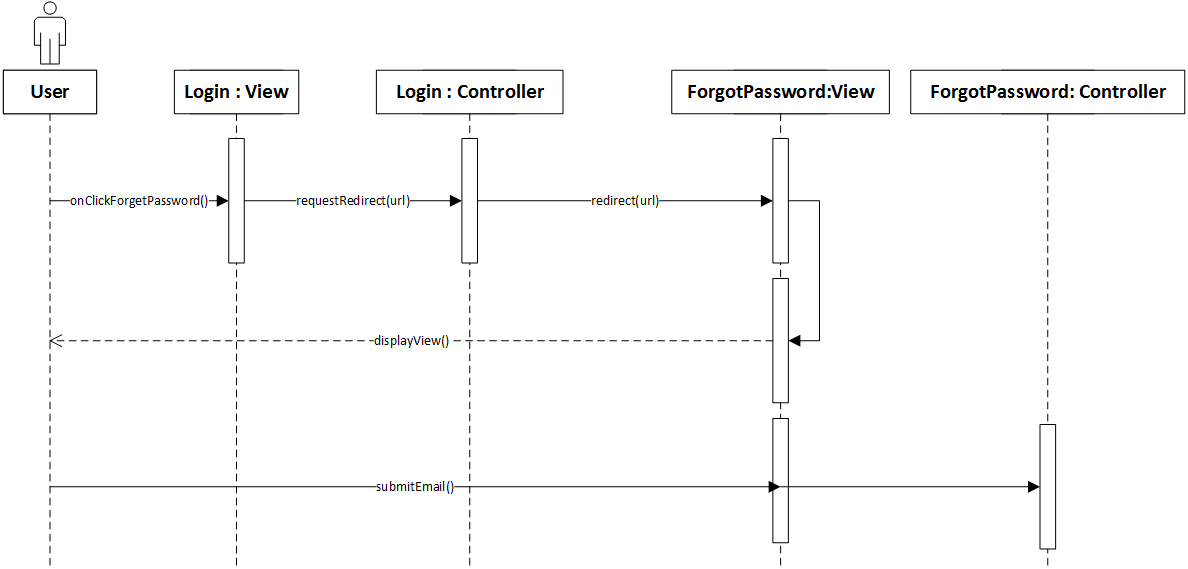 User
Login : View
Login : Controller
ForgotPassword:View
ForgotPassword: Controller
onClickForgetPassword()
requestRedirect(url)
redirect(url)
displayView()
submitEmail()